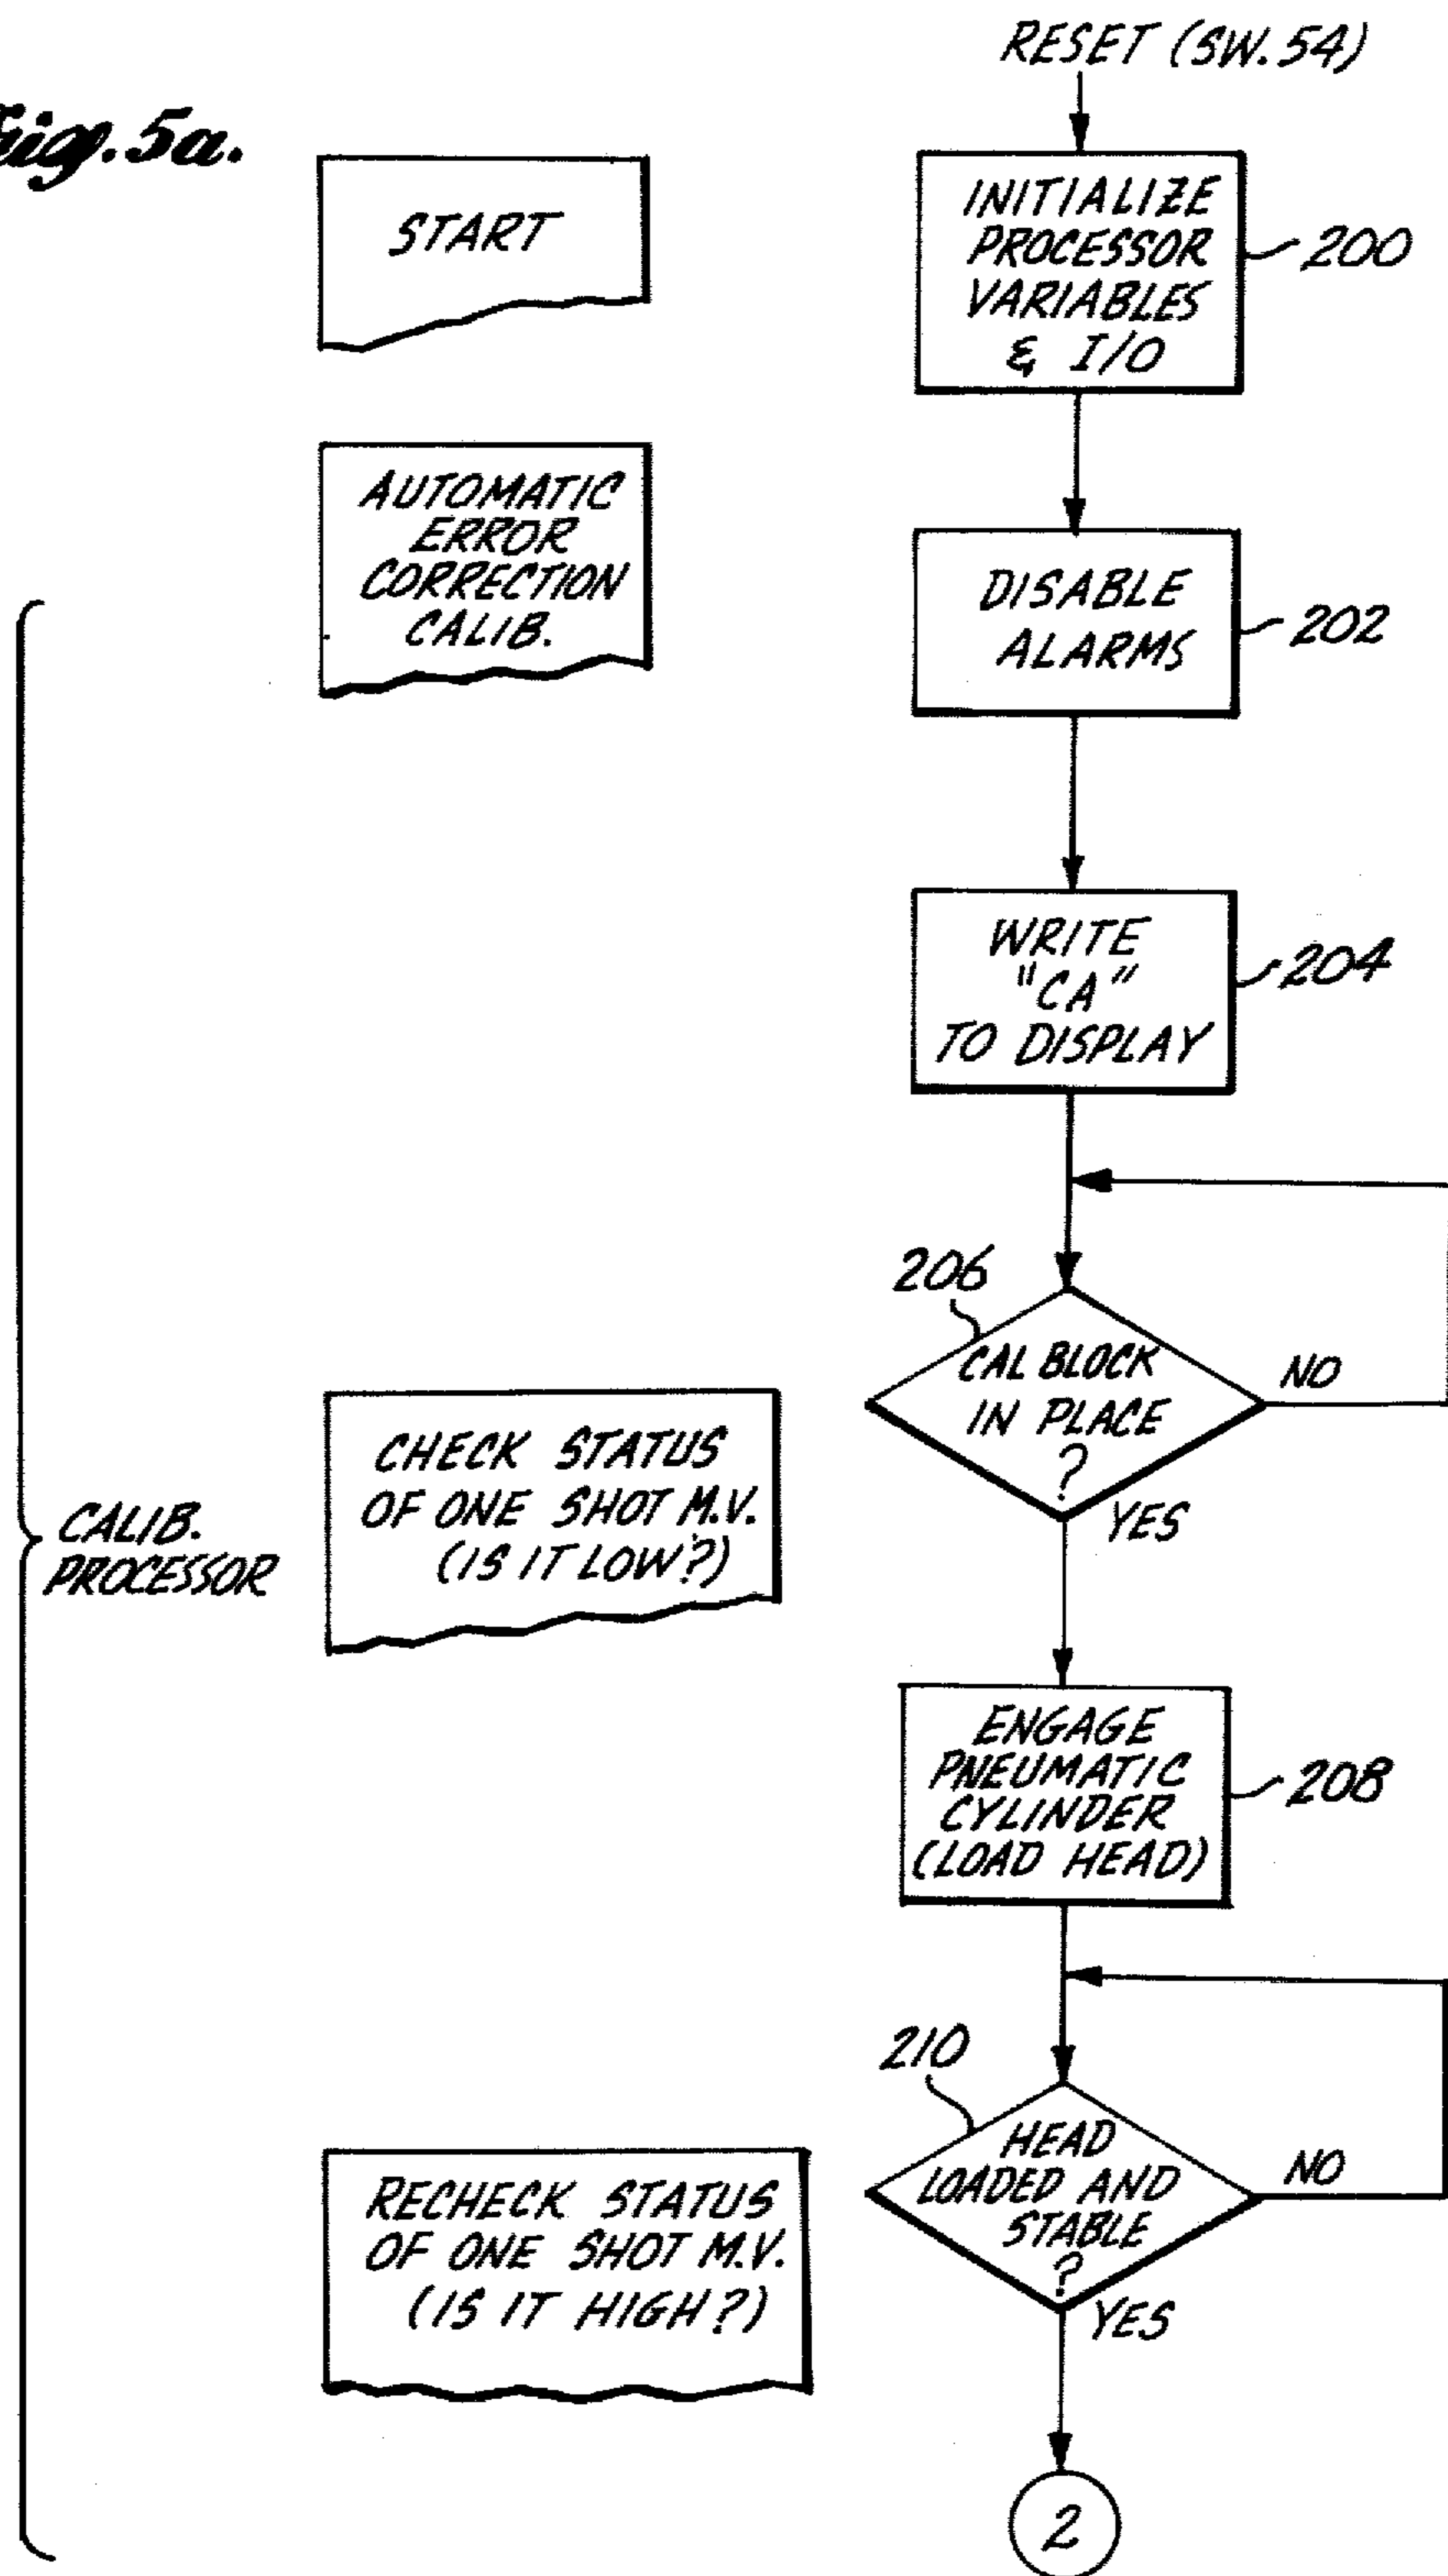 RESET (SW. 54)
Fig. 5a.
START
INITIALIZE
PROCESSOR
VARIABLES
& I/O
200
AUTOMATIC
ERROR
CORRECTION
CALIB.
DISABLE
ALARMS
202
WRITE
"CA"
TO DISPLAY
204
206
CAL BLOCK
IN PLACE
?
NO
YES
CHECK STATUS
OF ONE SHOT M.V.
(IS IT LOW?)
CALIB.
PROCESSOR
ENGAGE
PNEUMATIC
CYLINDER
(LOAD HEAD)
208
210
HEAD
LOADED AND
STABLE
?
NO
YES
RECHECK STATUS
OF ONE SHOT M.V.
(IS IT HIGH?)
2